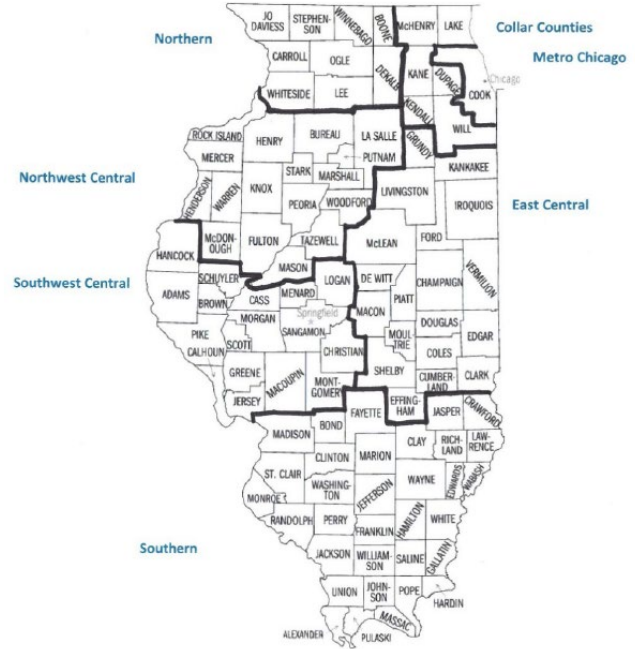 JO
DAVIESS
STEPHEN-
SON
WINNEBAGO
BOONE
McHENRY
LAKE
Collar Counties
Northern
Metro Chicago
CARROLL
OGLE
DEKALB
KANE
DUPAGE
Chicago
COOK
WHITESIDE
LEE
KENDALL
WILL
ROCK ISLAND
HENRY
BUREAU
LA SALLE
GRUNDY
MERCER
PUTNAM
KANKAKEE
Northwest Central
HENDERSON
WARREN
KNOX
STARK
MARSHALL
LIVINGSTON
PEORIA
WOODFORD
IROQUOIS
East Central
HANCOCK
McDON-
OUGH
FULTON
TAZEWELL
McLEAN
FORD
MASON
Southwest Central
ADAMS
SCHUYLER
BROWN
CASS
MENARD
LOGAN
DE WITT
PIATT
CHAMPAIGN
VERMILION
MORGAN
Springfield
SANGAMON
MACON
PIKE
SCOTT
DOUGLAS
MOUL-
TRIE
EDGAR
CALHOUN
CHRISTIAN
COLES
GREENE
MACOUPIN
MONT-
GOMERY
SHELBY
CUMBER-
LAND
CLARK
JERSEY
FAYETTE
EFFING-
HAM
JASPER
CRAWFORD
MADISON
BOND
CLAY
RICH-
LAND
LAW-
RENCE
CLINTON
MARION
ST. CLAIR
WASHING-
TON
JEFFERSON
WAYNE
EDWARDS
WABASH
MONROE
RANDOLPH
PERRY
HAMILTON
WHITE
FRANKLIN
Southern
JACKSON
WILLIAM-
SON
SALINE
GALLATIN
UNION
JOHN-
SON
POPE
HARDIN
MASSAC
ALEXANDER
PULASKI